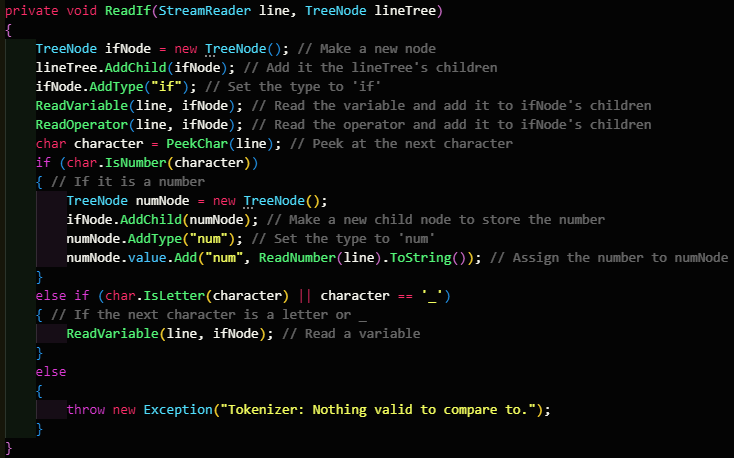 private void ReadIf(StreamReader line, TreeNode lineTree)
{
    TreeNode ifNode = new TreeNode(); // Make a new node
    lineTree.AddChild(ifNode); // Add it the lineTree's children
    ifNode.AddType("if"); // Set the type to 'if'
    ReadVariable(line, ifNode); // Read the variable and add it to ifNode's children
    ReadOperator(line, ifNode); // Read the operator and add it to ifNode's children
    char character = PeekChar(line); // Peek at the next character
    if (char.IsNumber(character))
    { // If it is a number
        TreeNode numNode = new TreeNode();
        ifNode.AddChild(numNode); // Make a new child node to store the number
        numNode.AddType("num"); // Set the type to 'num'
        numNode.value.Add("num", ReadNumber(line).ToString()); // Assign the number to numNode
    }
    else if (char.IsLetter(character) || character == '_')
    { // If the next character is a letter or _
        ReadVariable(line, ifNode); // Read a variable
    }
    else
    {
        throw new Exception("Tokenizer: Nothing valid to compare to.");
    }
}